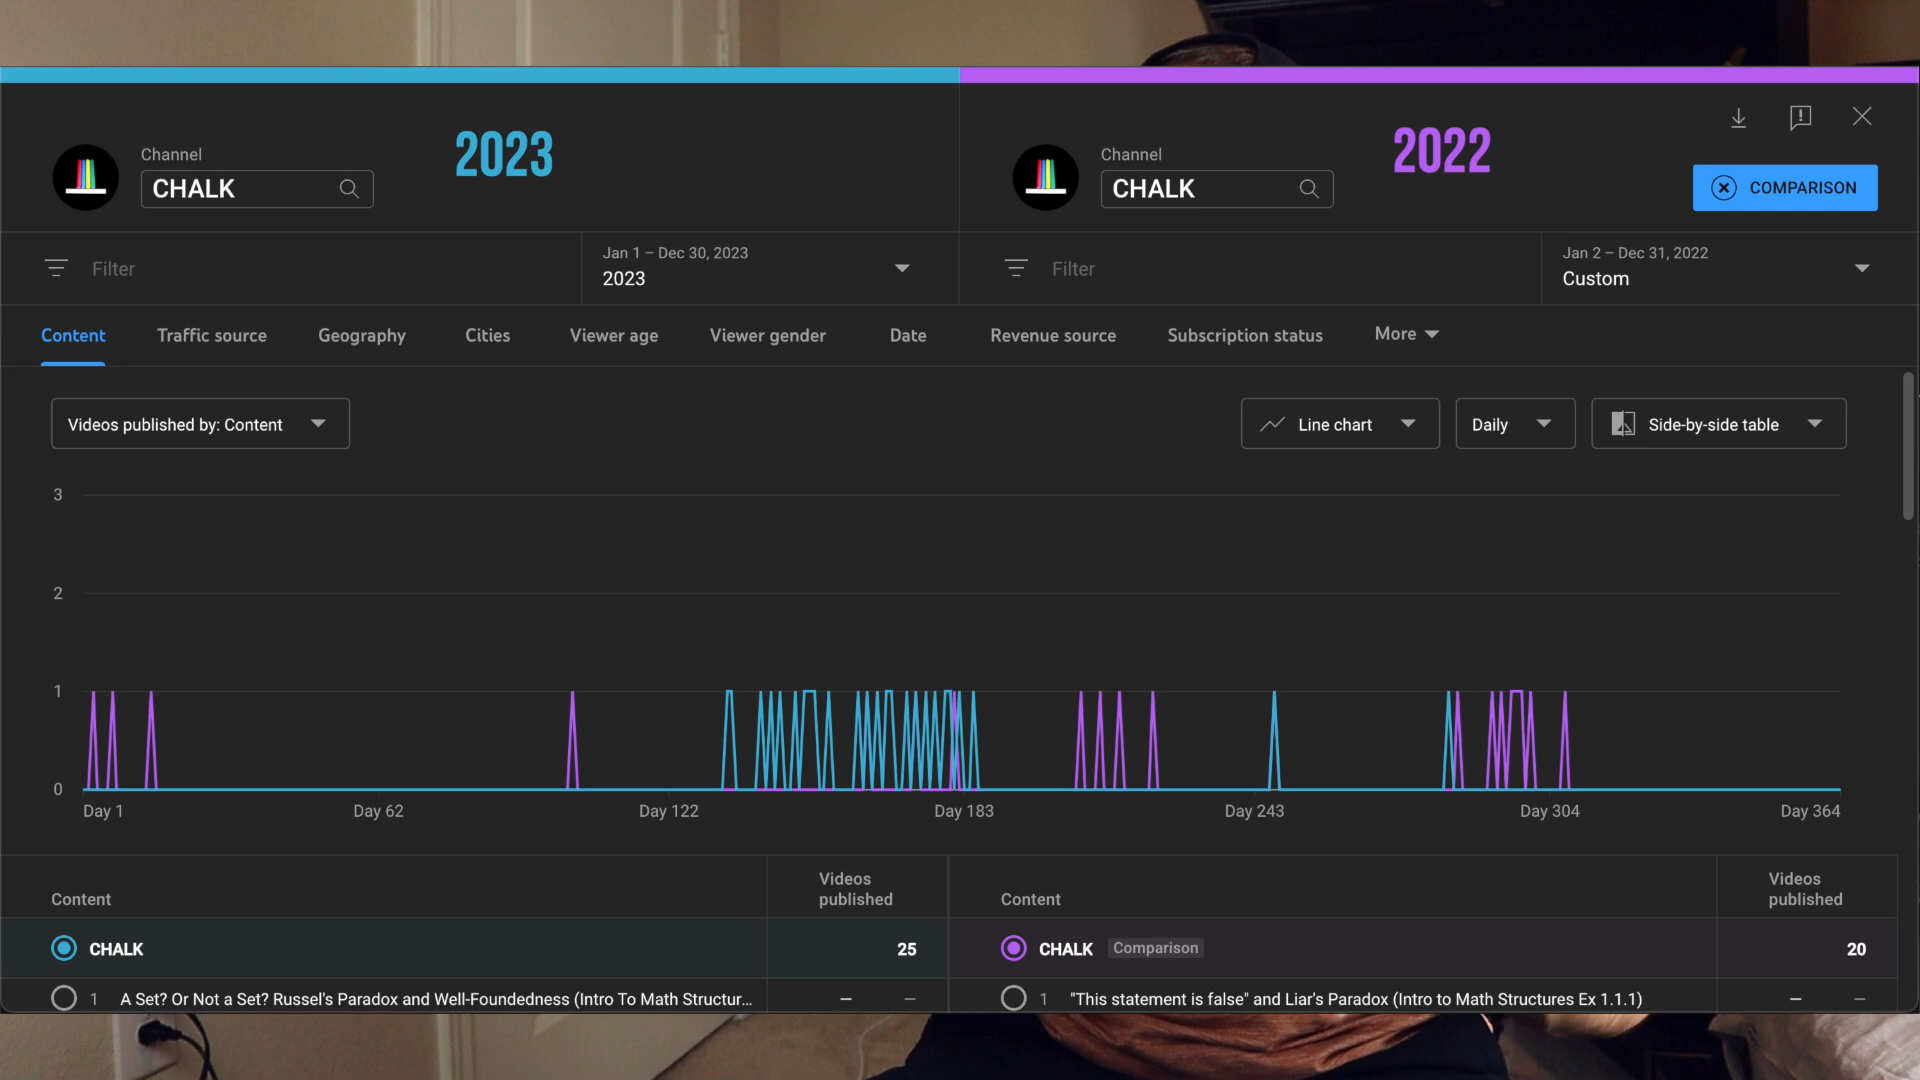 2023
2022
Channel
CHALK
Channel
CHALK
COMPARISON
Filter
Jan 1 – Dec 30, 2023
2023
Filter
Jan 2 – Dec 31, 2022
Custom
Content
Traffic source
Geography
Cities
Viewer age
Viewer gender
Date
Revenue source
Subscription status
More
Videos published by: Content
Line chart
Daily
Side-by-side table
3
2
1
0
Day 1
Day 62
Day 122
Day 183
Day 243
Day 304
Day 364
Content
Videos
published
Content
Videos
published
CHALK
25
CHALK Comparison
20
1 A Set? Or Not a Set? Russel's Paradox and Well-Foundedness (Intro To Math Structur... – –
1 "This statement is false" and Liar's Paradox (Intro to Math Structures Ex 1.1.1) – –